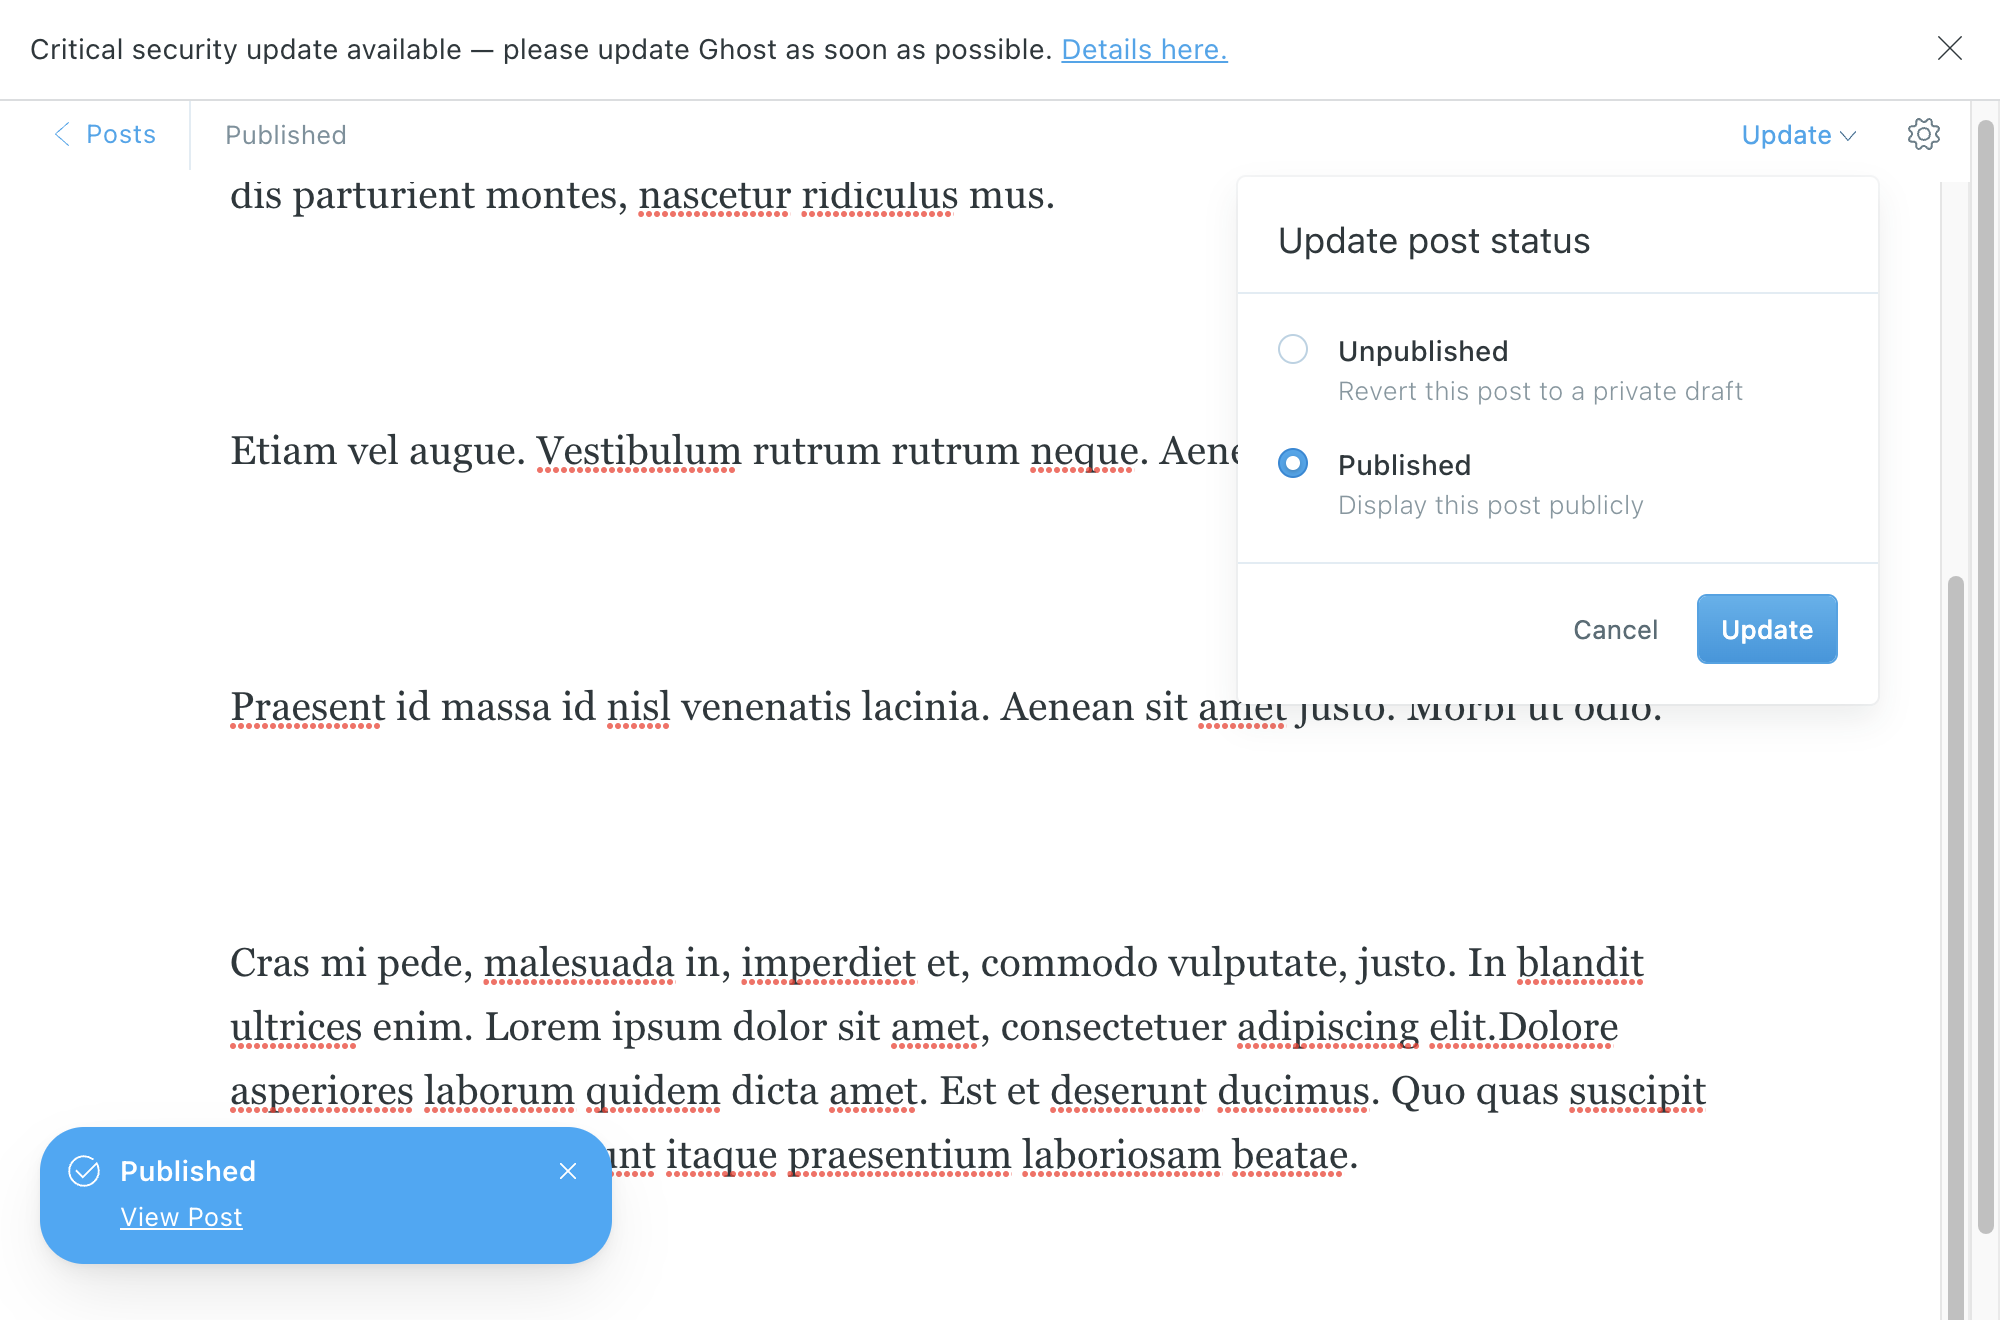 Critical security update available — please update Ghost as soon as possible. Details here.
Posts
Published
Update
dis parturient montes, nascetur ridiculus mus.
Update post status
Unpublished
Revert this post to a private draft
Published
Display this post publicly
Cancel
Update
Etiam vel augue. Vestibulum rutrum rutrum neque.
Praesent id massa id nisl venenatis lacinia. Aenean sit amet justo. Morbi ut odio.
Cras mi pede, malesuada in, imperdiet et, commodo vulputate, justo. In blandit
ultrices enim. Lorem ipsum dolor sit amet, consectetuer adipiscing elit.Dolore
asperiores laborum quidem dicta amet. Est et deserunt ducimus. Quo quas suscipit
itaque praesentium laboriosam beatae.
Published
View Post